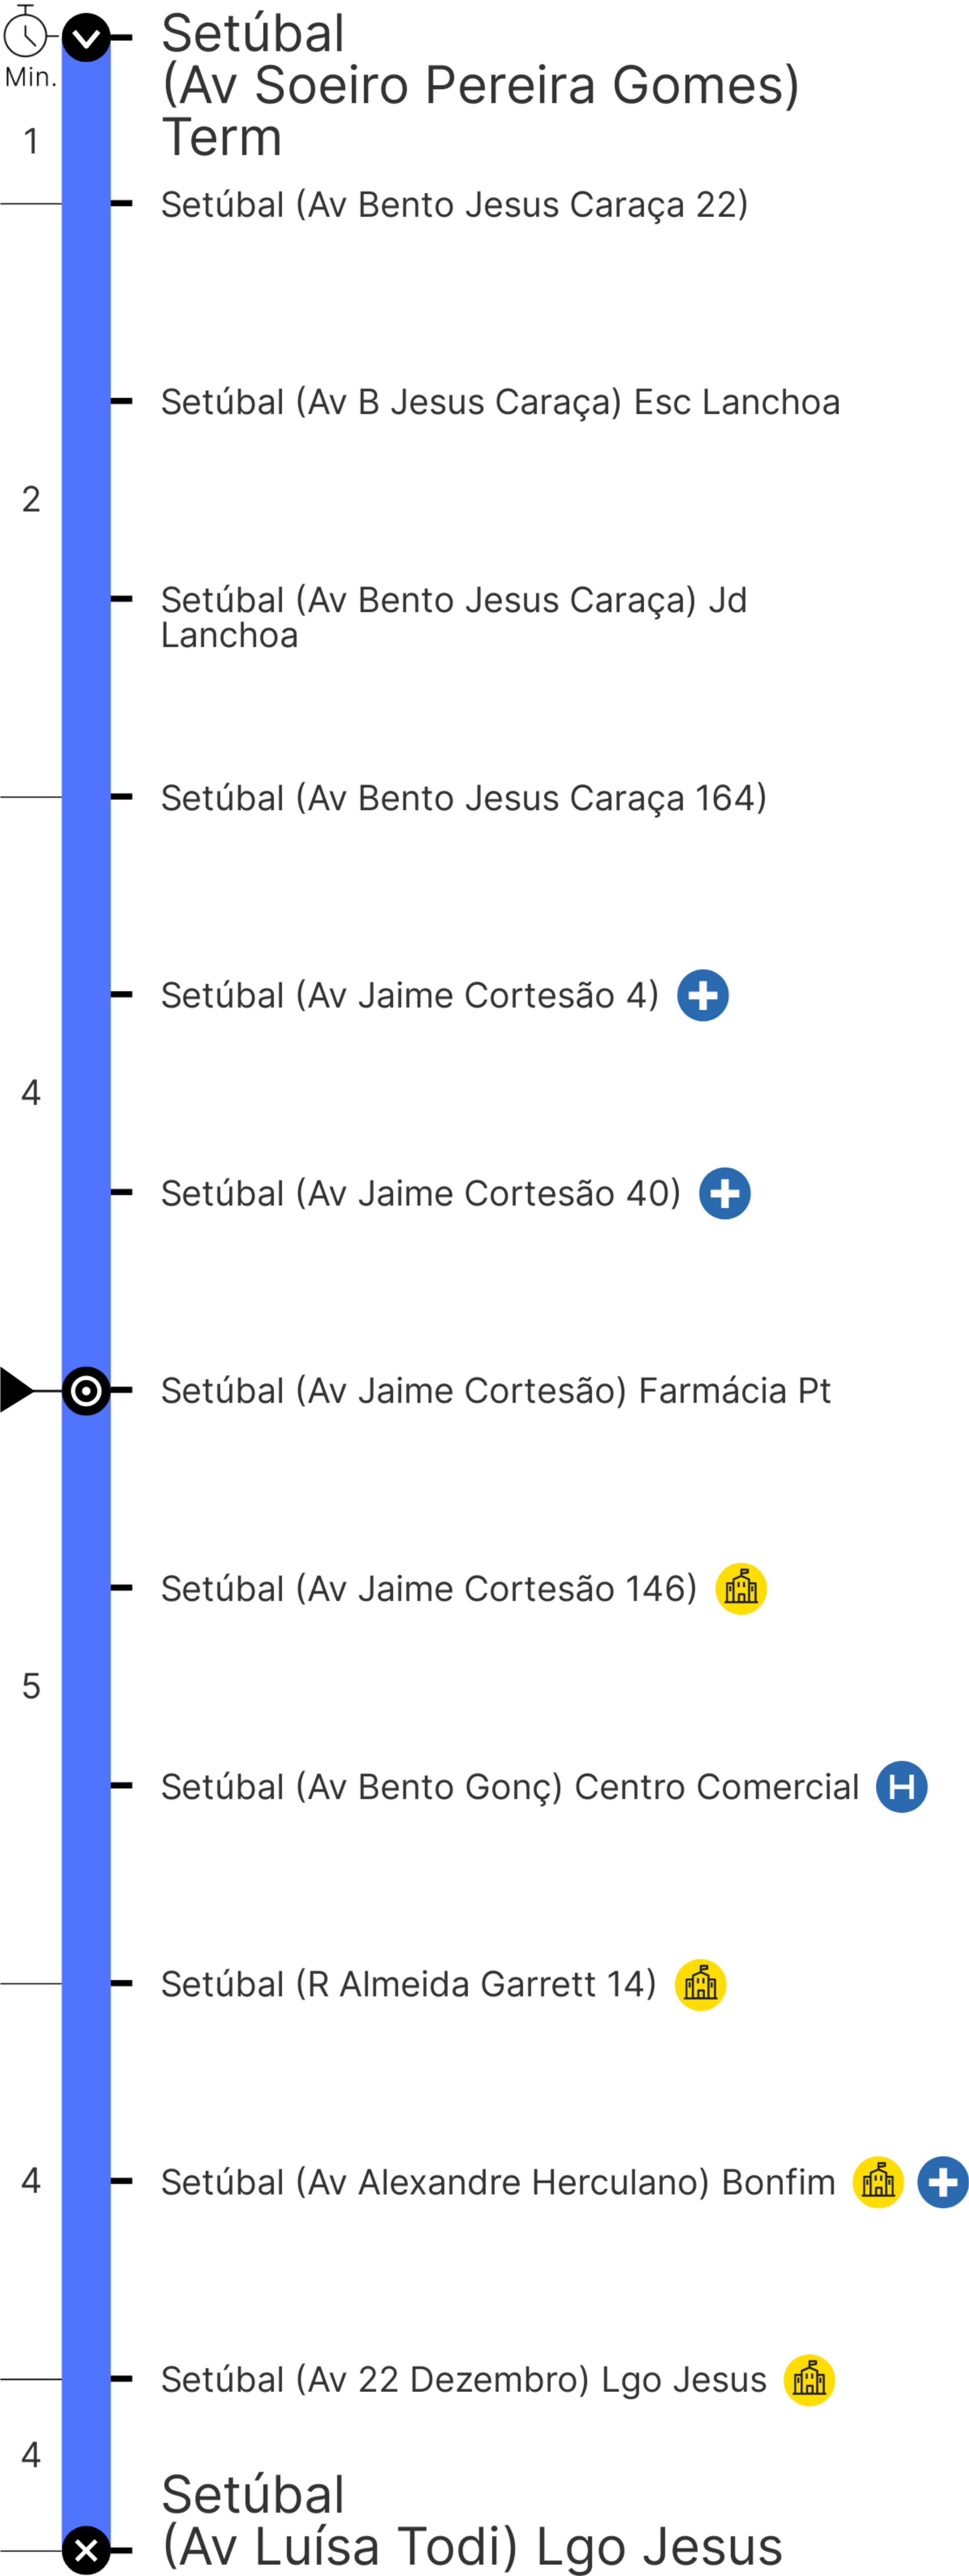 Setúbal
(Av Soeiro Pereira Gomes)
Term
Min.
1
Setúbal (Av Bento Jesus Caraça 22)
Setúbal (Av B Jesus Caraça) Esc Lanchoa
2
Setúbal (Av Bento Jesus Caraça) Jd
Lanchoa
Setúbal (Av Bento Jesus Caraça 164)
Setúbal (Av Jaime Cortesão 4)
4
Setúbal (Av Jaime Cortesão 40)
Setúbal (Av Jaime Cortesão) Farmácia Pt
Setúbal (Av Jaime Cortesão 146)
5
Setúbal (Av Bento Gonç) Centro Comercial H
Setúbal (R Almeida Garrett 14)
4
Setúbal (Av Alexandre Herculano) Bonfim
Setúbal (Av 22 Dezembro) Lgo Jesus
4
Setúbal
(Av Luísa Todi) Lgo Jesus